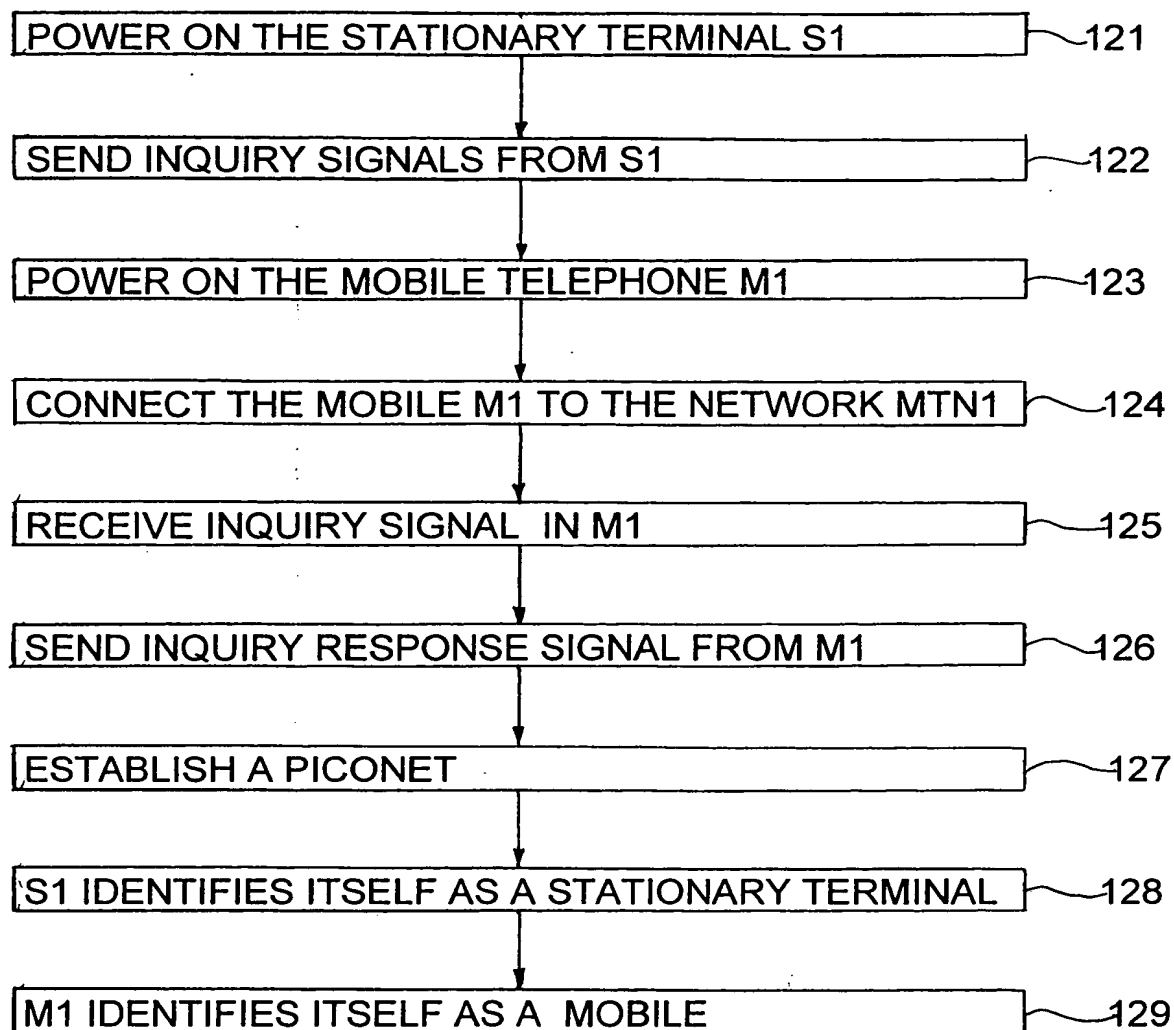 POWER ON THE STATIONARY TERMINAL S1 121
SEND INQUIRY SIGNALS FROM S1 122
POWER ON THE MOBILE TELEPHONE M1 123
CONNECT THE MOBILE M1 TO THE NETWORK MTN1 124
RECEIVE INQUIRY SIGNAL IN M1 125
SEND INQUIRY RESPONSE SIGNAL FROM M1 126
ESTABLISH A PICONET 127
S1 IDENTIFIES ITSELF AS A STATIONARY TERMINAL 128
M1 IDENTIFIES ITSELF AS A MOBILE 129